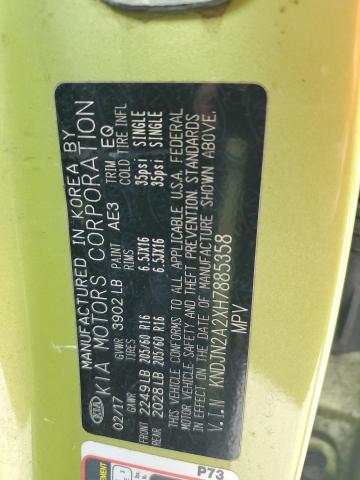 MANUFACTURED IN KOREA BY
KIA MOTORS CORPORATION
KIA
02/17 GVWR 3902 LB PAINT AE3 TRIM EQ
RIMS COLD TIRE INFL
FRONT 2249 LB 205/60 R16 6.5JX16 35psi SINGLE
REAR 2028 LB 205/60 R16 6.5JX16 35psi SINGLE
THIS VEHICLE CONFORMS TO ALL APPLICABLE U.S.A. FEDERAL
MOTOR VEHICLE SAFETY AND THEFT PREVENTION STANDARDS
IN EFFECT ON THE DATE OF MANUFACTURE SHOWN ABOVE.
V.I.N KNDJN2A2XH7885358
MPV
P73